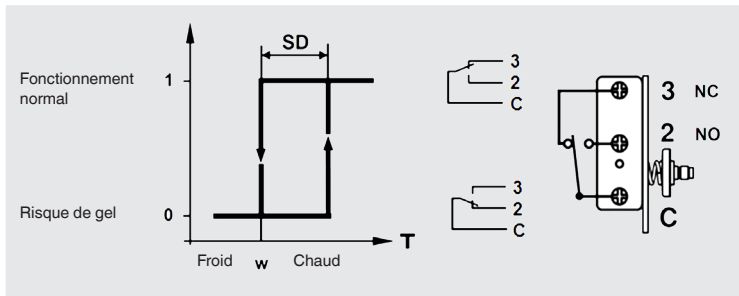 SD
Fonctionnement
normal
1
Risque de gel
0
T
Froid
w
Chaud
3
2
C
3
2
C
3 NC
2 NO
C